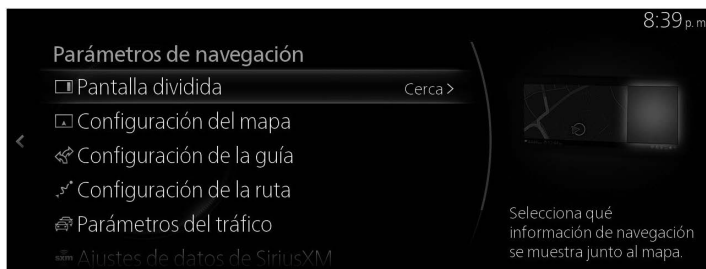 8:39 p. m
Parámetros de navegación
Pantalla dividida Cerca >
Configuración del mapa
Configuración de la guía
Configuración de la ruta
Parámetros del tráfico
sxm Ajustes de datos de SiriusXM
Selecciona qué
información de navegación
se muestra junto al mapa.